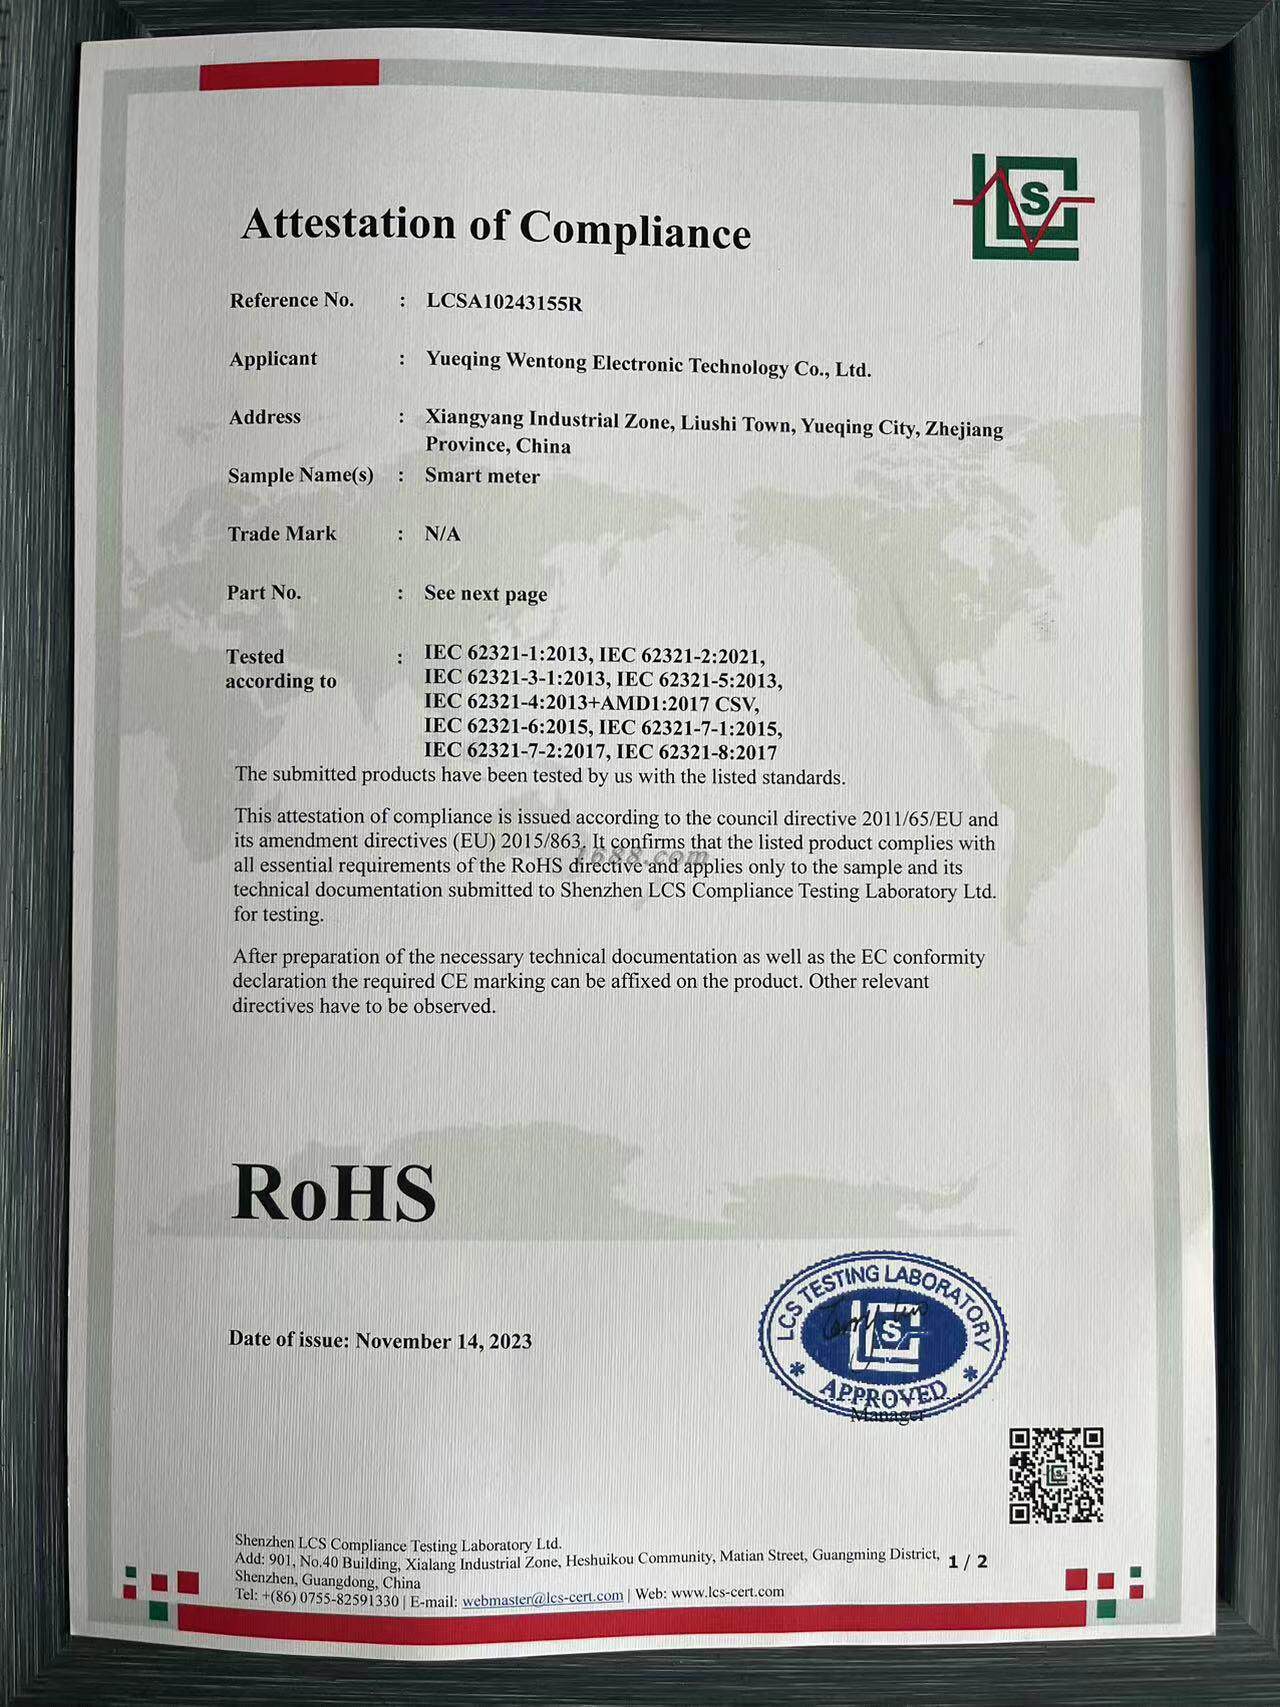 LCS
Attestation of Compliance
Reference No. : LCSA10243155R
Applicant : Yueqing Wentong Electronic Technology Co., Ltd.
Address : Xiangyang Industrial Zone, Liushi Town, Yueqing City, Zhejiang
Province, China
Sample Name(s) : Smart meter
Trade Mark : N/A
Part No. : See next page
Tested : IEC 62321-1:2013, IEC 62321-2:2021,
according to IEC 62321-3-1:2013, IEC 62321-5:2013,
IEC 62321-4:2013+AMD1:2017 CSV,
IEC 62321-6:2015, IEC 62321-7-1:2015,
IEC 62321-7-2:2017, IEC 62321-8:2017
The submitted products have been tested by us with the listed standards.
This attestation of compliance is issued according to the council directive 2011/65/EU and
its amendment directives (EU) 2015/863. It confirms that the listed product complies with
1688.com
all essential requirements of the RoHS directive and applies only to the sample and its
technical documentation submitted to Shenzhen LCS Compliance Testing Laboratory Ltd.
for testing.
After preparation of the necessary technical documentation as well as the EC conformity
declaration the required CE marking can be affixed on the product. Other relevant
directives have to be observed.
RoHS
LCS TESTING LABORATORY
LCS
Date of issue: November 14, 2023
* APPROVED *
Manager
Shenzhen LCS Compliance Testing Laboratory Ltd.
Add: 901, No.40 Building, Xialang Industrial Zone, Heshuikou Community, Matian Street, Guangming District,
Shenzhen, Guangdong, China
Tel: +(86) 0755-82591330 | E-mail: webmaster@lcs-cert.com | Web: www.lcs-cert.com
1 / 2